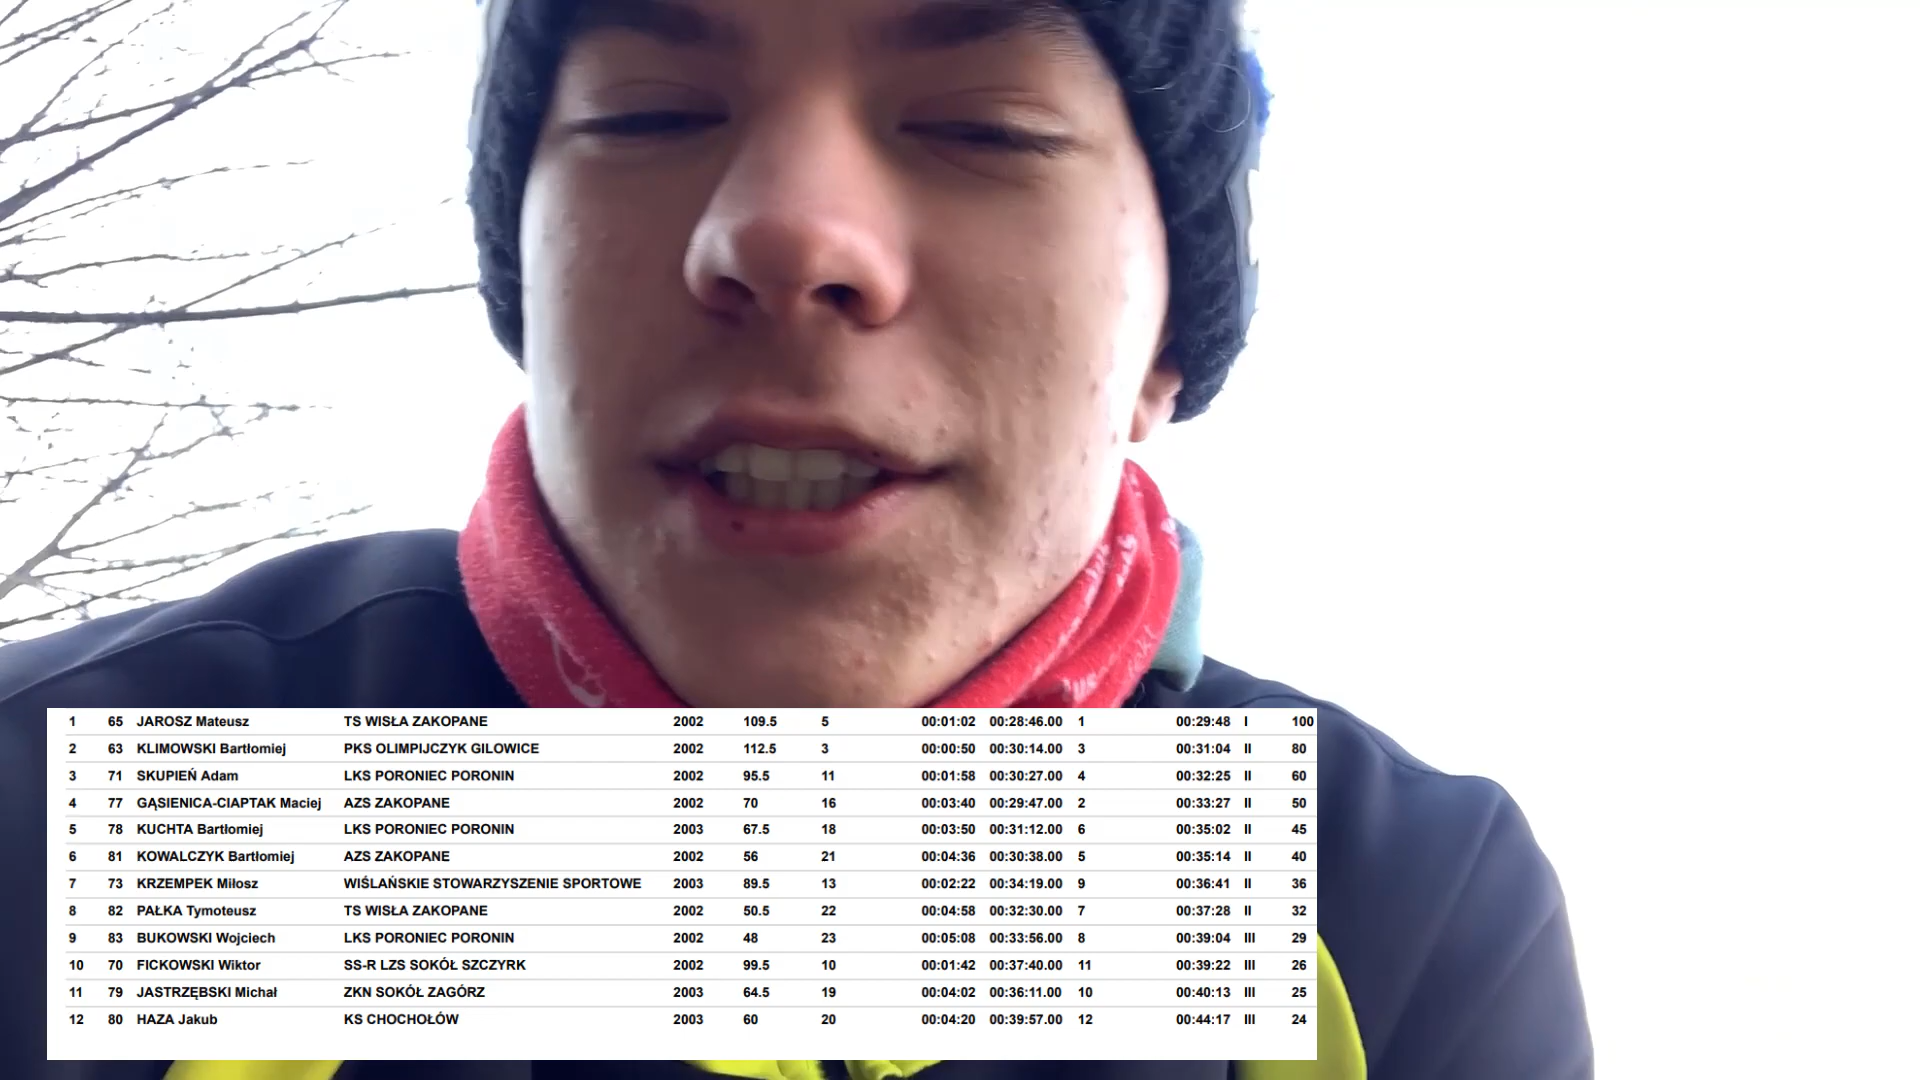 1 65 JAROSZ Mateusz TS WISŁA ZAKOPANE 2002 109.5 5 00:01:02 00:28:46.00 1 00:29:48 I 100
2 63 KLIMOWSKI Bartłomiej PKS OLIMPIJCZYK GILOWICE 2002 112.5 3 00:00:50 00:30:14.00 3 00:31:04 II 80
3 71 SKUPIEŃ Adam LKS PORONIEC PORONIN 2002 95.5 11 00:01:58 00:30:27.00 4 00:32:25 II 60
4 77 GĄSIENICA-CIAPTAK Maciej AZS ZAKOPANE 2002 70 16 00:03:40 00:29:47.00 2 00:33:27 II 50
5 78 KUCHTA Bartłomiej LKS PORONIEC PORONIN 2003 67.5 18 00:03:50 00:31:12.00 6 00:35:02 II 45
6 81 KOWALCZYK Bartłomiej AZS ZAKOPANE 2002 56 21 00:04:36 00:30:38.00 5 00:35:14 II 40
7 73 KRZEMPEK Miłosz WIŚLAŃSKIE STOWARZYSZENIE SPORTOWE 2003 89.5 13 00:02:22 00:34:19.00 9 00:36:41 II 36
8 82 PAŁKA Tymoteusz TS WISŁA ZAKOPANE 2002 50.5 22 00:04:58 00:32:30.00 7 00:37:28 II 32
9 83 BUKOWSKI Wojciech LKS PORONIEC PORONIN 2002 48 23 00:05:08 00:33:56.00 8 00:39:04 III 29
10 70 FICKOWSKI Wiktor SS-R LZS SOKÓŁ SZCZYRK 2002 99.5 10 00:01:42 00:37:40.00 11 00:39:22 III 26
11 79 JASTRZĘBSKI Michał ZKN SOKÓŁ ZAGÓRZ 2003 64.5 19 00:04:02 00:36:11.00 10 00:40:13 III 25
12 80 HAZA Jakub KS CHOCHOŁÓW 2003 60 20 00:04:20 00:39:57.00 12 00:44:17 III 24